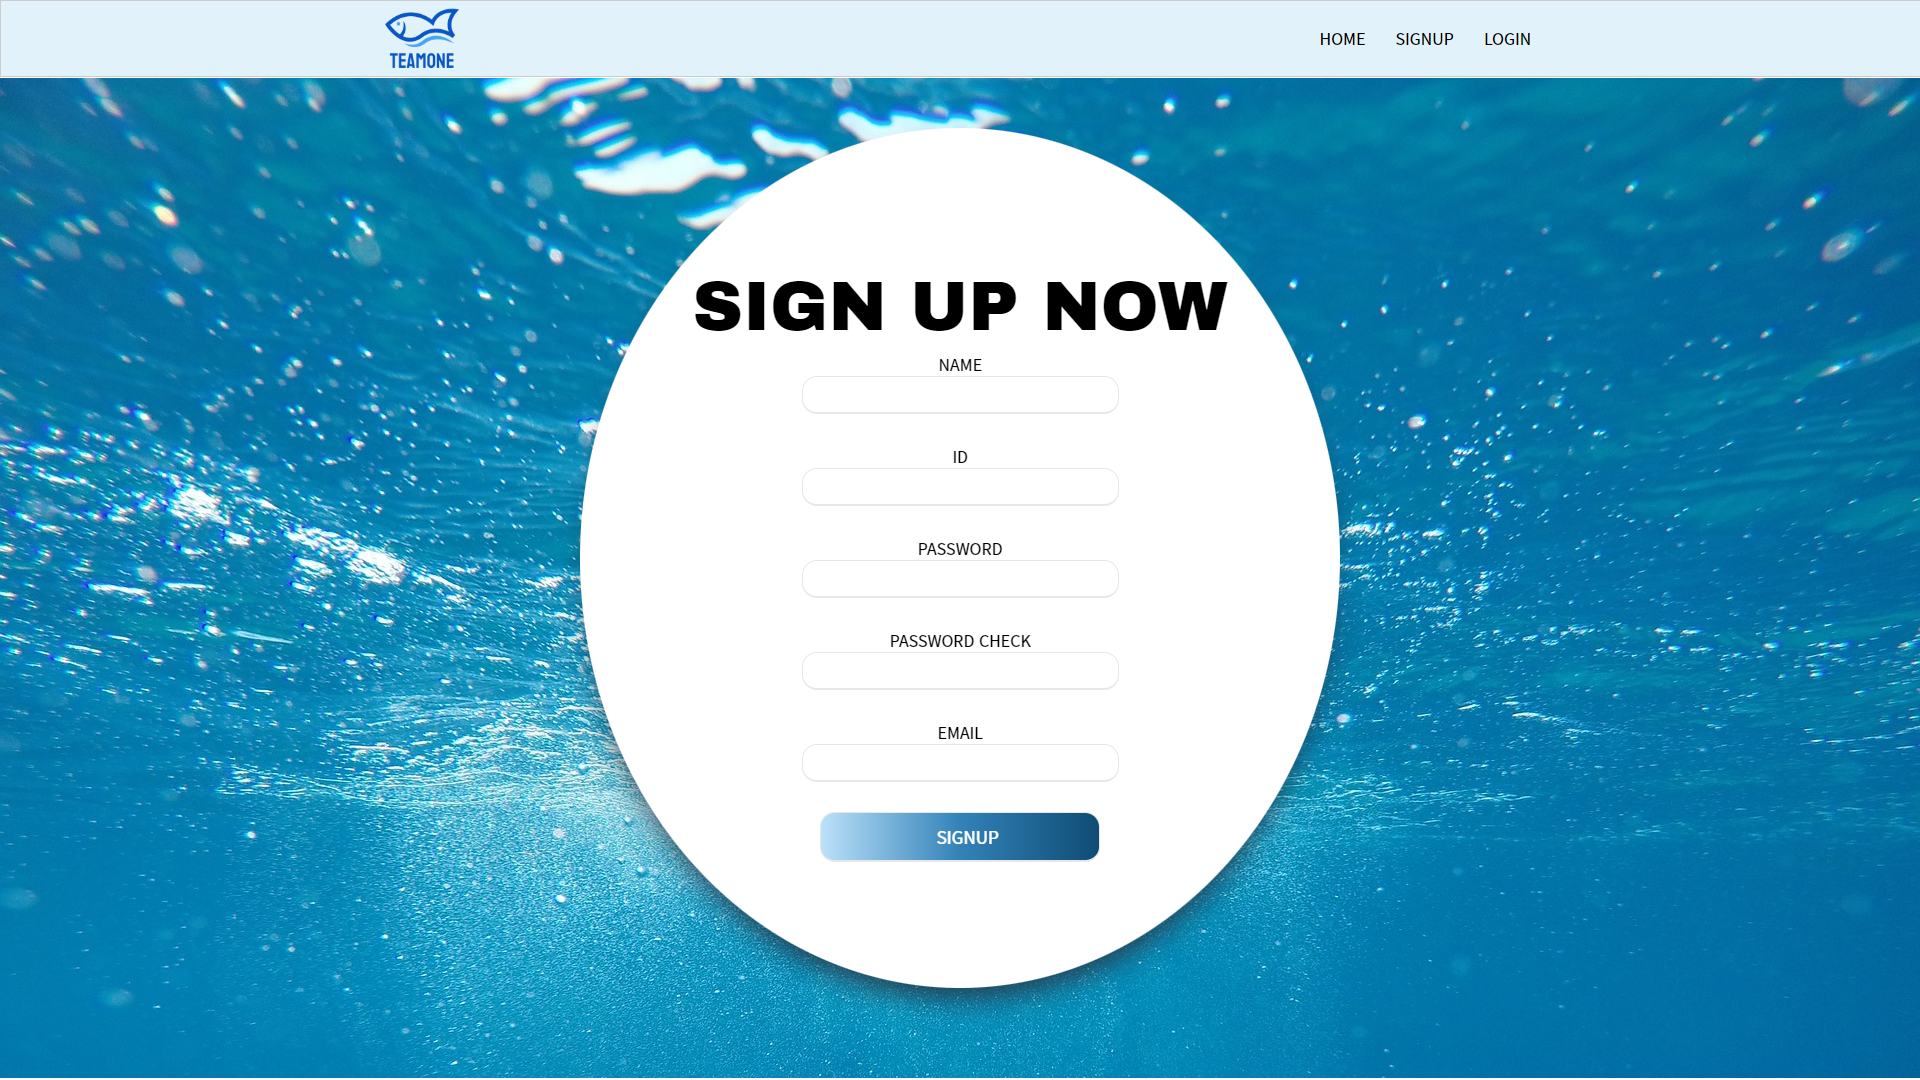 TEAMONE
HOME SIGNUP LOGIN
SIGN UP NOW
NAME
ID
PASSWORD
PASSWORD CHECK
EMAIL
SIGNUP